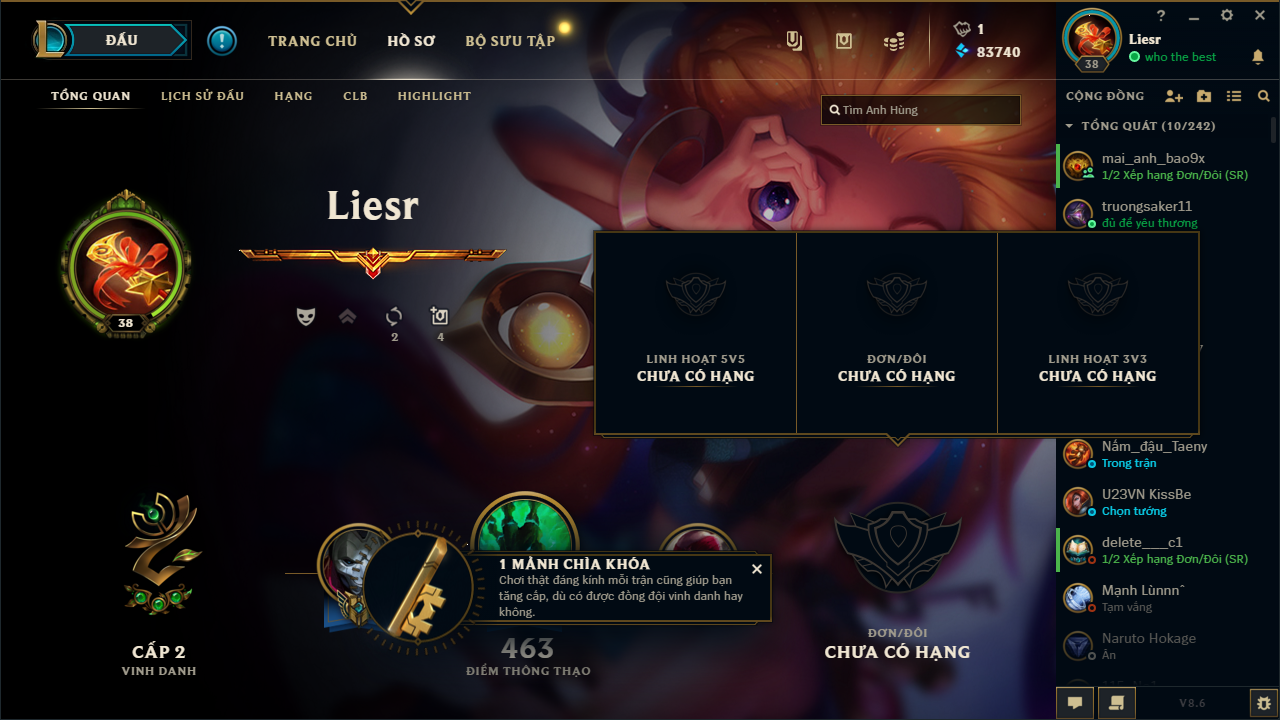 ĐẤU
TRANG CHỦ
HỒ SƠ
BỘ SƯU TẬP
1
83740
?
Liesr
who the best
38
TỔNG QUAN
LỊCH SỬ ĐẤU
HẠNG
CLB
HIGHLIGHT
Tìm Anh Hùng
CỘNG ĐỒNG
TỔNG QUÁT (10/242)
mai_anh_bao9x
1/2 Xếp hạng Đơn/Đôi (SR)
truongsaker11
đủ để yêu thương
Liesr
38
2
4
LINH HOẠT 5V5
CHƯA CÓ HẠNG
ĐƠN/ĐÔI
CHƯA CÓ HẠNG
LINH HOẠT 3V3
CHƯA CÓ HẠNG
Nấm_đậu_Taeny
Trong trận
U23VN KissBe
Chọn tướng
delete___c1
1/2 Xếp hạng Đơn/Đôi (SR)
Mạnh Lùnnˆ
Tạm vắng
Naruto Hokage
Ẩn
1 MẢNH CHÌA KHÓA
Chơi thật đáng kính mỗi trận cũng giúp bạn
tăng cấp, dù có được đồng đội vinh danh hay
không.
CẤP 2
VINH DANH
463
ĐIỂM THÔNG THẠO
ĐƠN/ĐÔI
CHƯA CÓ HẠNG
V8.6